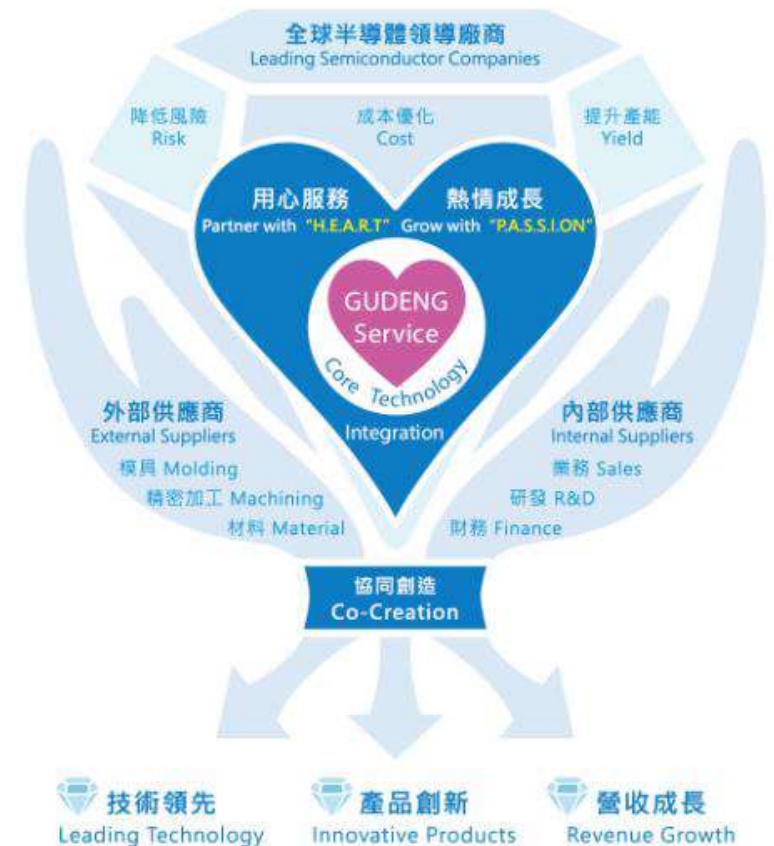 全球半導體領導廠商
Leading Semiconductor Companies
降低風險
Risk
成本優化
Cost
提升產能
Yield
用心服務
Partner with "H.E.A.R.T"
熱情成長
Grow with "P.A.S.S.I.ON"
GUDENG
Service
Core Technology
Integration
外部供應商
External Suppliers
模具 Molding
精密加工 Machining
材料 Material
內部供應商
Internal Suppliers
業務 Sales
研發 R&D
財務 Finance
協同創造
Co-Creation
技術領先
Leading Technology
產品創新
Innovative Products
營收成長
Revenue Growth